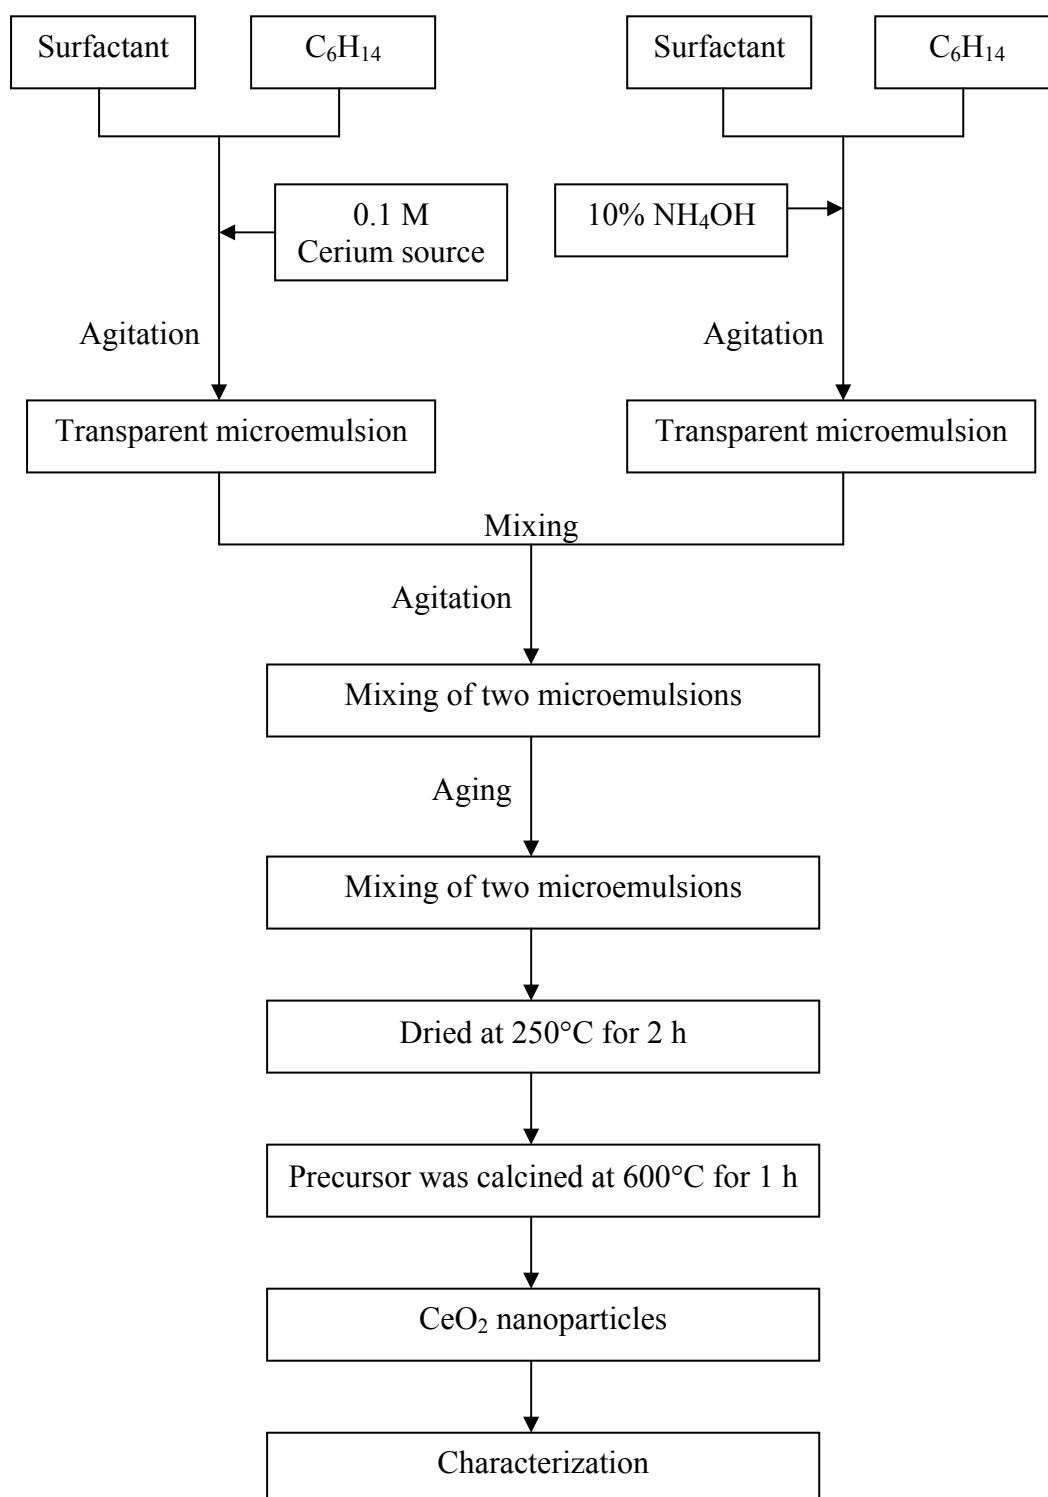 Surfactant
C₆H₁₄
Surfactant
C₆H₁₄
0.1 M
Cerium source
10% NH₄OH
Agitation
Agitation
Transparent microemulsion
Transparent microemulsion
Mixing
Agitation
Mixing of two microemulsions
Aging
Mixing of two microemulsions
Dried at 250°C for 2 h
Precursor was calcined at 600°C for 1 h
CeO₂ nanoparticles
Characterization